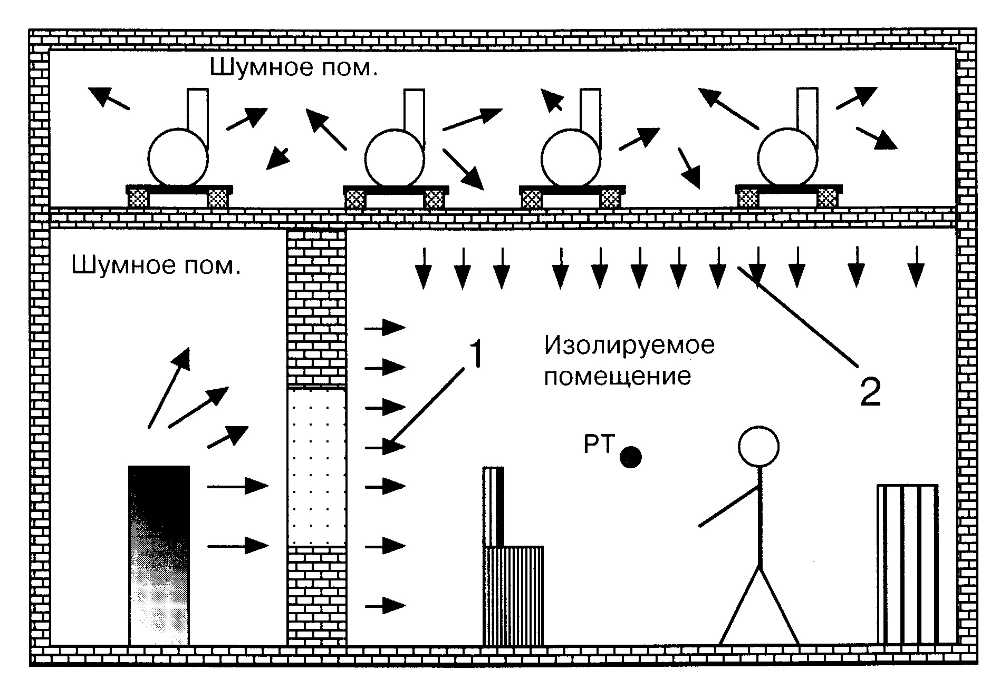 Шумное пом.
Шумное пом.
1
Изолируемое
помещение
2
РТ